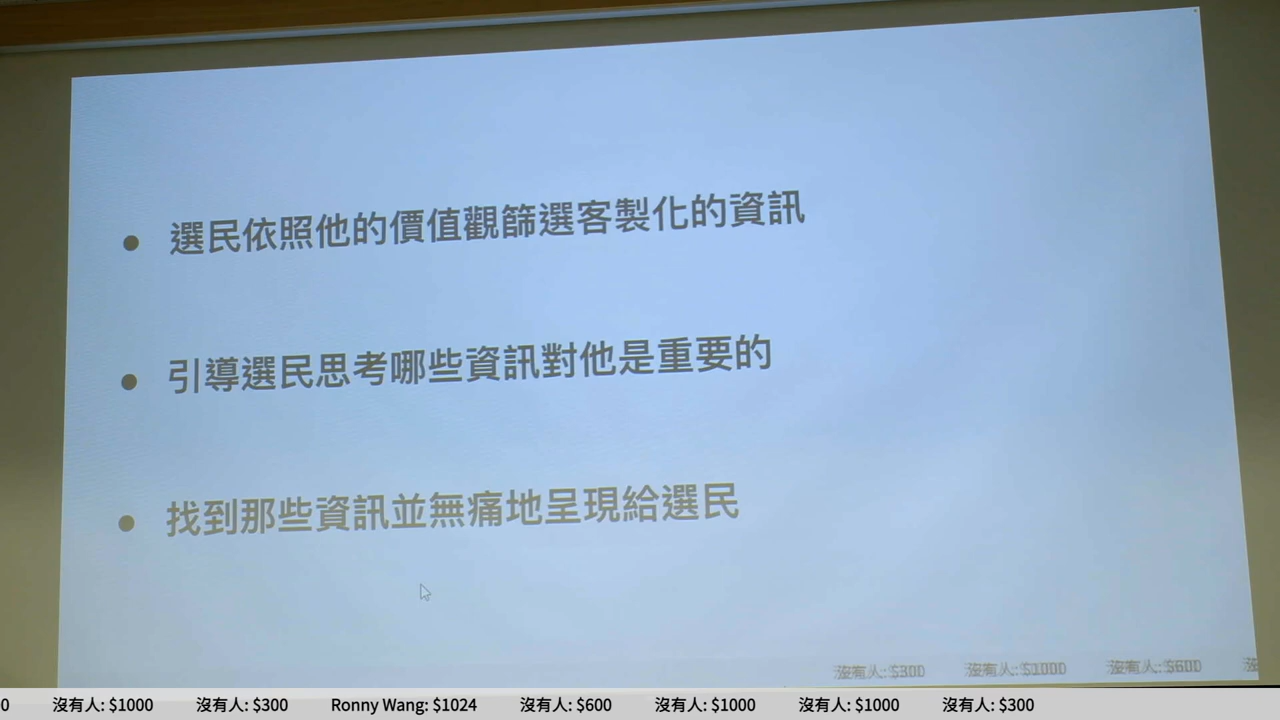 選民依照他的價值觀篩選客製化的資訊
引導選民思考哪些資訊對他是重要的
找到那些資訊並無痛地呈現給選民
沒有人: $300 沒有人: $1000 沒有人: $600
0 沒有人: $1000 沒有人: $300 Ronny Wang: $1024 沒有人: $600 沒有人: $1000 沒有人: $1000 沒有人: $300